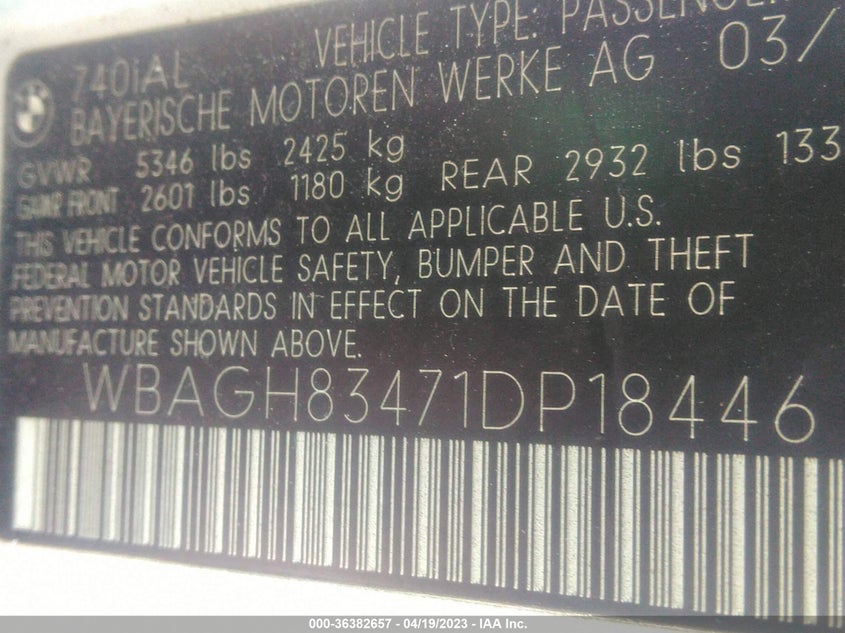 740iAL VEHICLE TYPE: PASSENGER
BAYERISCHE MOTOREN WERKE AG 03/
GVWR 5346 lbs 2425 kg
GAWR FRONT 2601 lbs 1180 kg REAR 2932 lbs 133
THIS VEHICLE CONFORMS TO ALL APPLICABLE U.S.
FEDERAL MOTOR VEHICLE SAFETY, BUMPER AND THEFT
PREVENTION STANDARDS IN EFFECT ON THE DATE OF
MANUFACTURE SHOWN ABOVE.
WBAGH83471DP18446
000-36382657 - 04/19/2023 - IAA Inc.